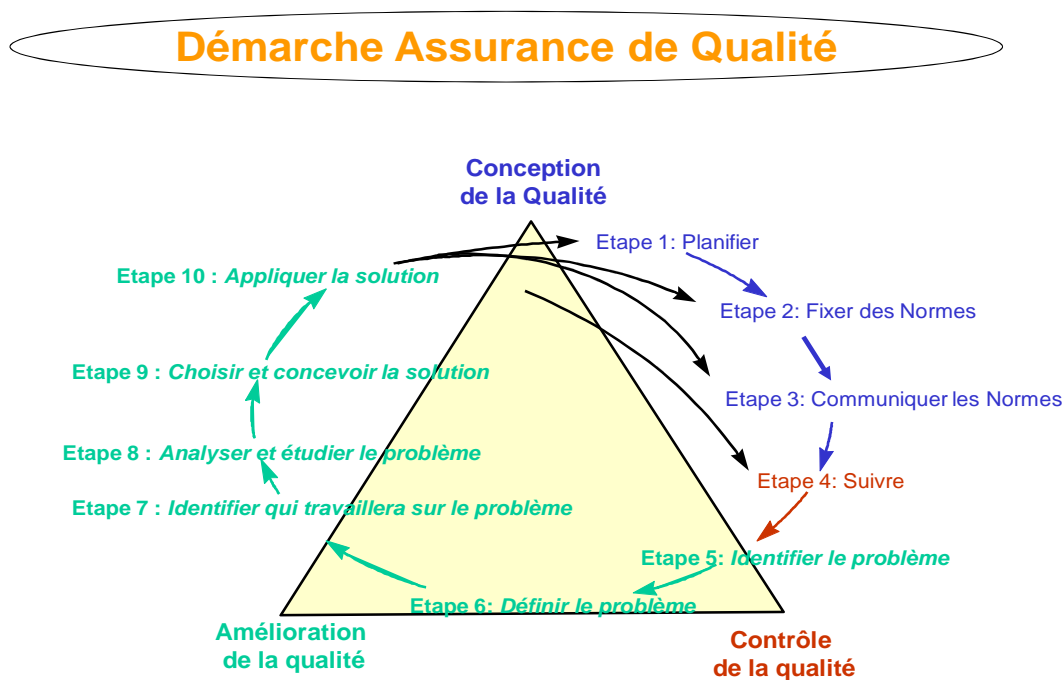 Démarche Assurance de Qualité
Conception
de la Qualité
Etape 1: Planifier
Etape 2: Fixer des Normes
Etape 3: Communiquer les Normes
Etape 4: Suivre
Etape 5: Identifier le problème
Etape 6: Définir le problème
Etape 7 : Identifier qui travaillera sur le problème
Etape 8 : Analyser et étudier le problème
Etape 9 : Choisir et concevoir la solution
Etape 10 : Appliquer la solution
Amélioration
de la qualité
Contrôle
de la qualité